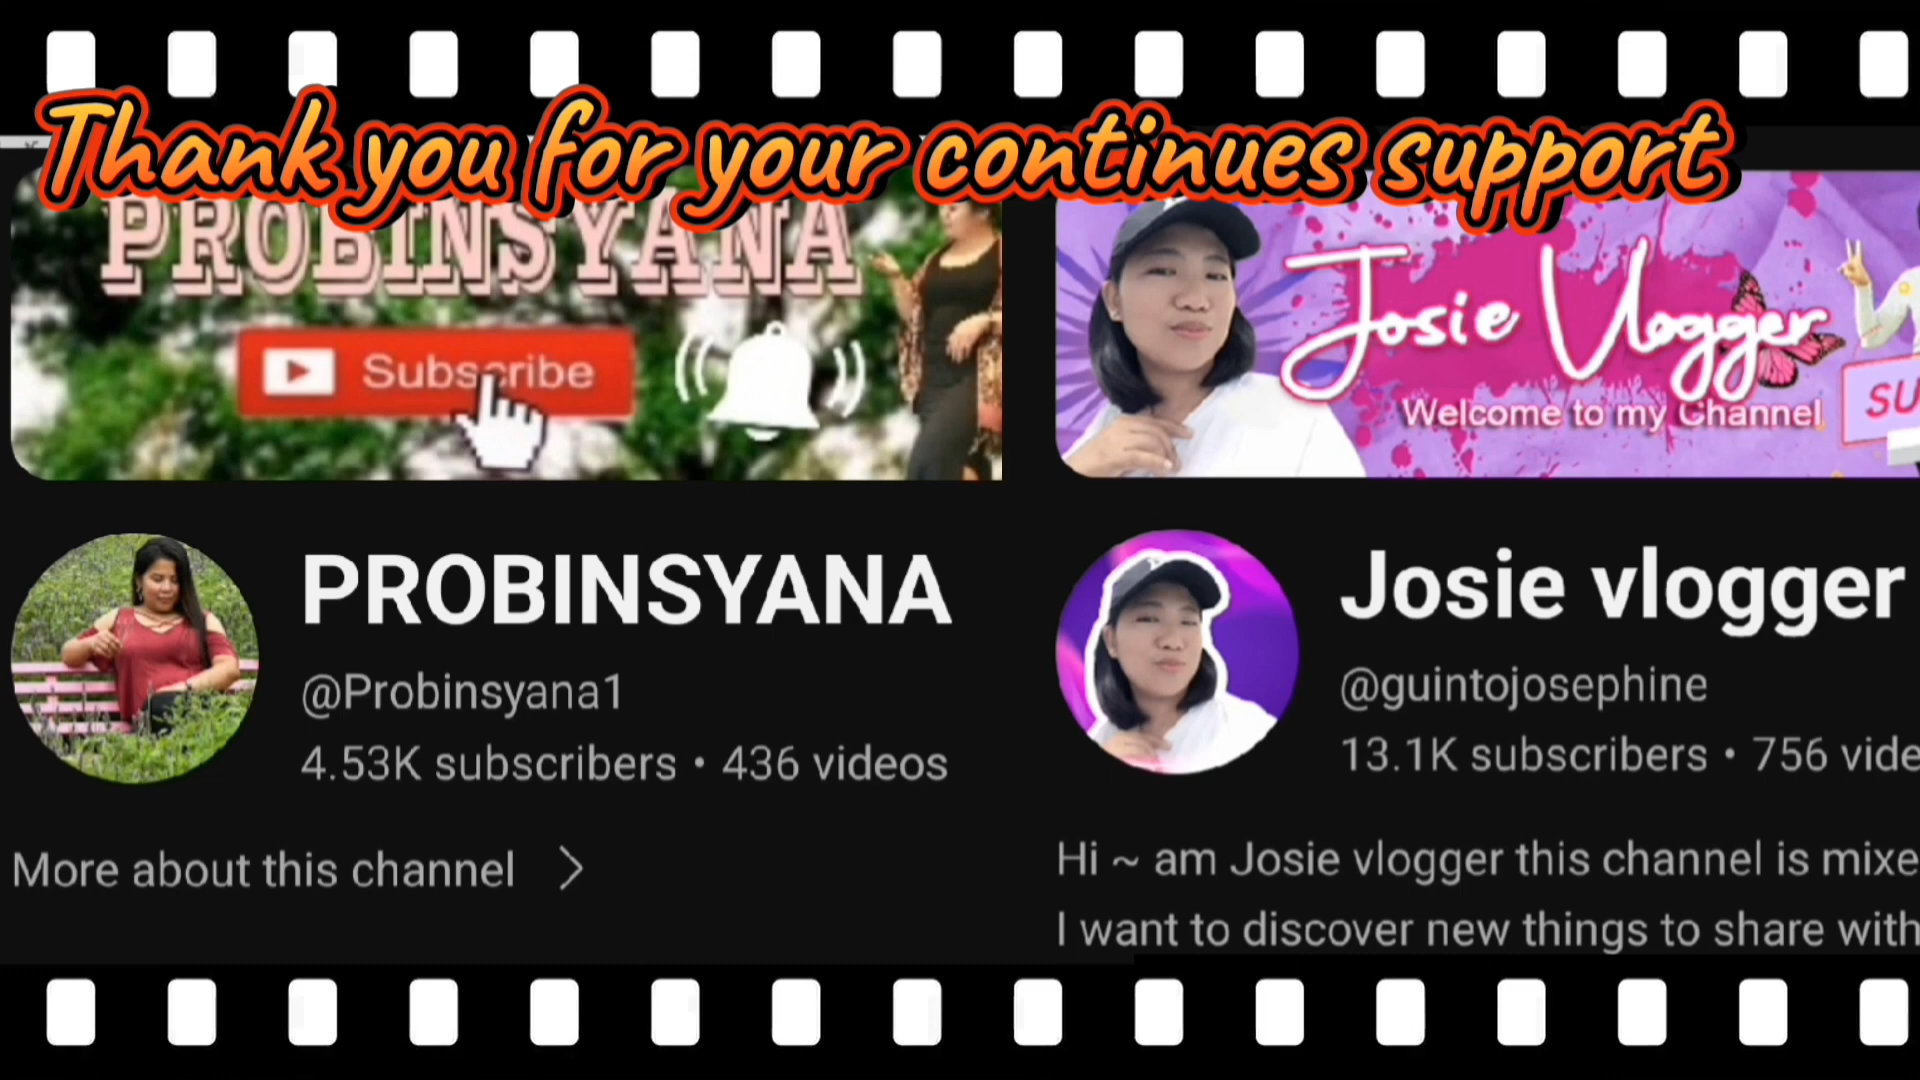 Thank you for your continues support
PROBINSYANA
Subscribe
PROBINSYANA
@Probinsyana1
4.53K subscribers • 436 videos
More about this channel
Josie Vlogger
Welcome to my Channel
SU
Josie vlogger
@guintojosephine
13.1K subscribers • 756 vide
Hi ~ am Josie vlogger this channel is mixe
I want to discover new things to share with